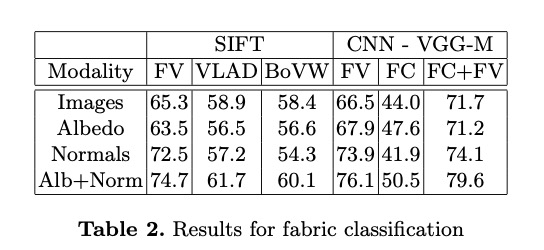 SIFT CNN - VGG-M
Modality FV VLAD BoVW FV FC FC+FV
Images 65.3 58.9 58.4 66.5 44.0 71.7
Albedo 63.5 56.5 56.6 67.9 47.6 71.2
Normals 72.5 57.2 54.3 73.9 41.9 74.1
Alb+Norm 74.7 61.7 60.1 76.1 50.5 79.6
Table 2. Results for fabric classification